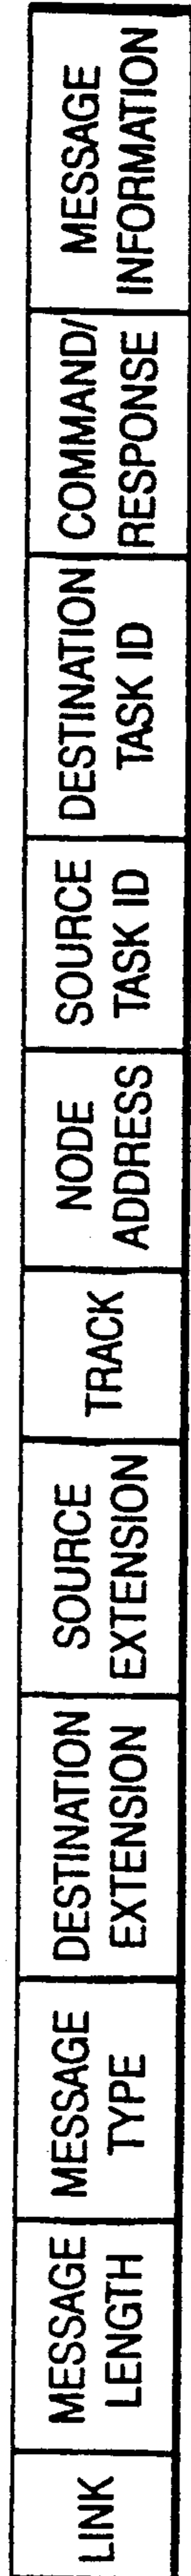 LINK
MESSAGE
LENGTH
MESSAGE
TYPE
DESTINATION
EXTENSION
SOURCE
EXTENSION
TRACK
NODE
ADDRESS
SOURCE
TASK ID
DESTINATION
TASK ID
COMMAND/
RESPONSE
MESSAGE
INFORMATION